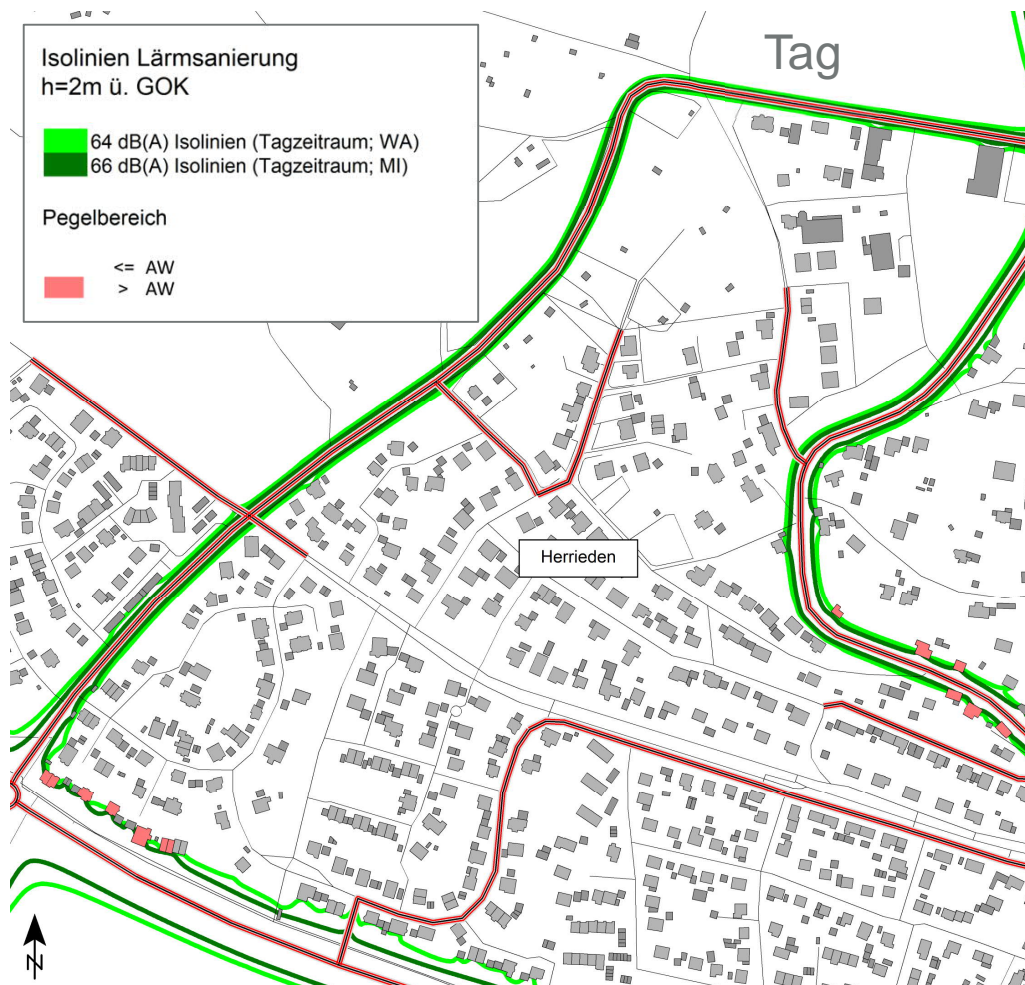 Isolinien Lärmsanierung
h=2m ü. GOK
64 dB(A) Isolinien (Tagzeitraum; WA)
66 dB(A) Isolinien (Tagzeitraum; MI)
Pegelbereich
<= AW
> AW
Tag
Herrieden
N